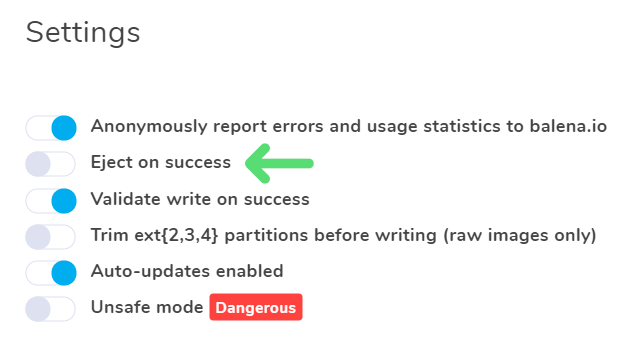 Settings
Anonymously report errors and usage statistics to balena.io
Eject on success
Validate write on success
Trim ext{2,3,4} partitions before writing (raw images only)
Auto-updates enabled
Unsafe mode Dangerous